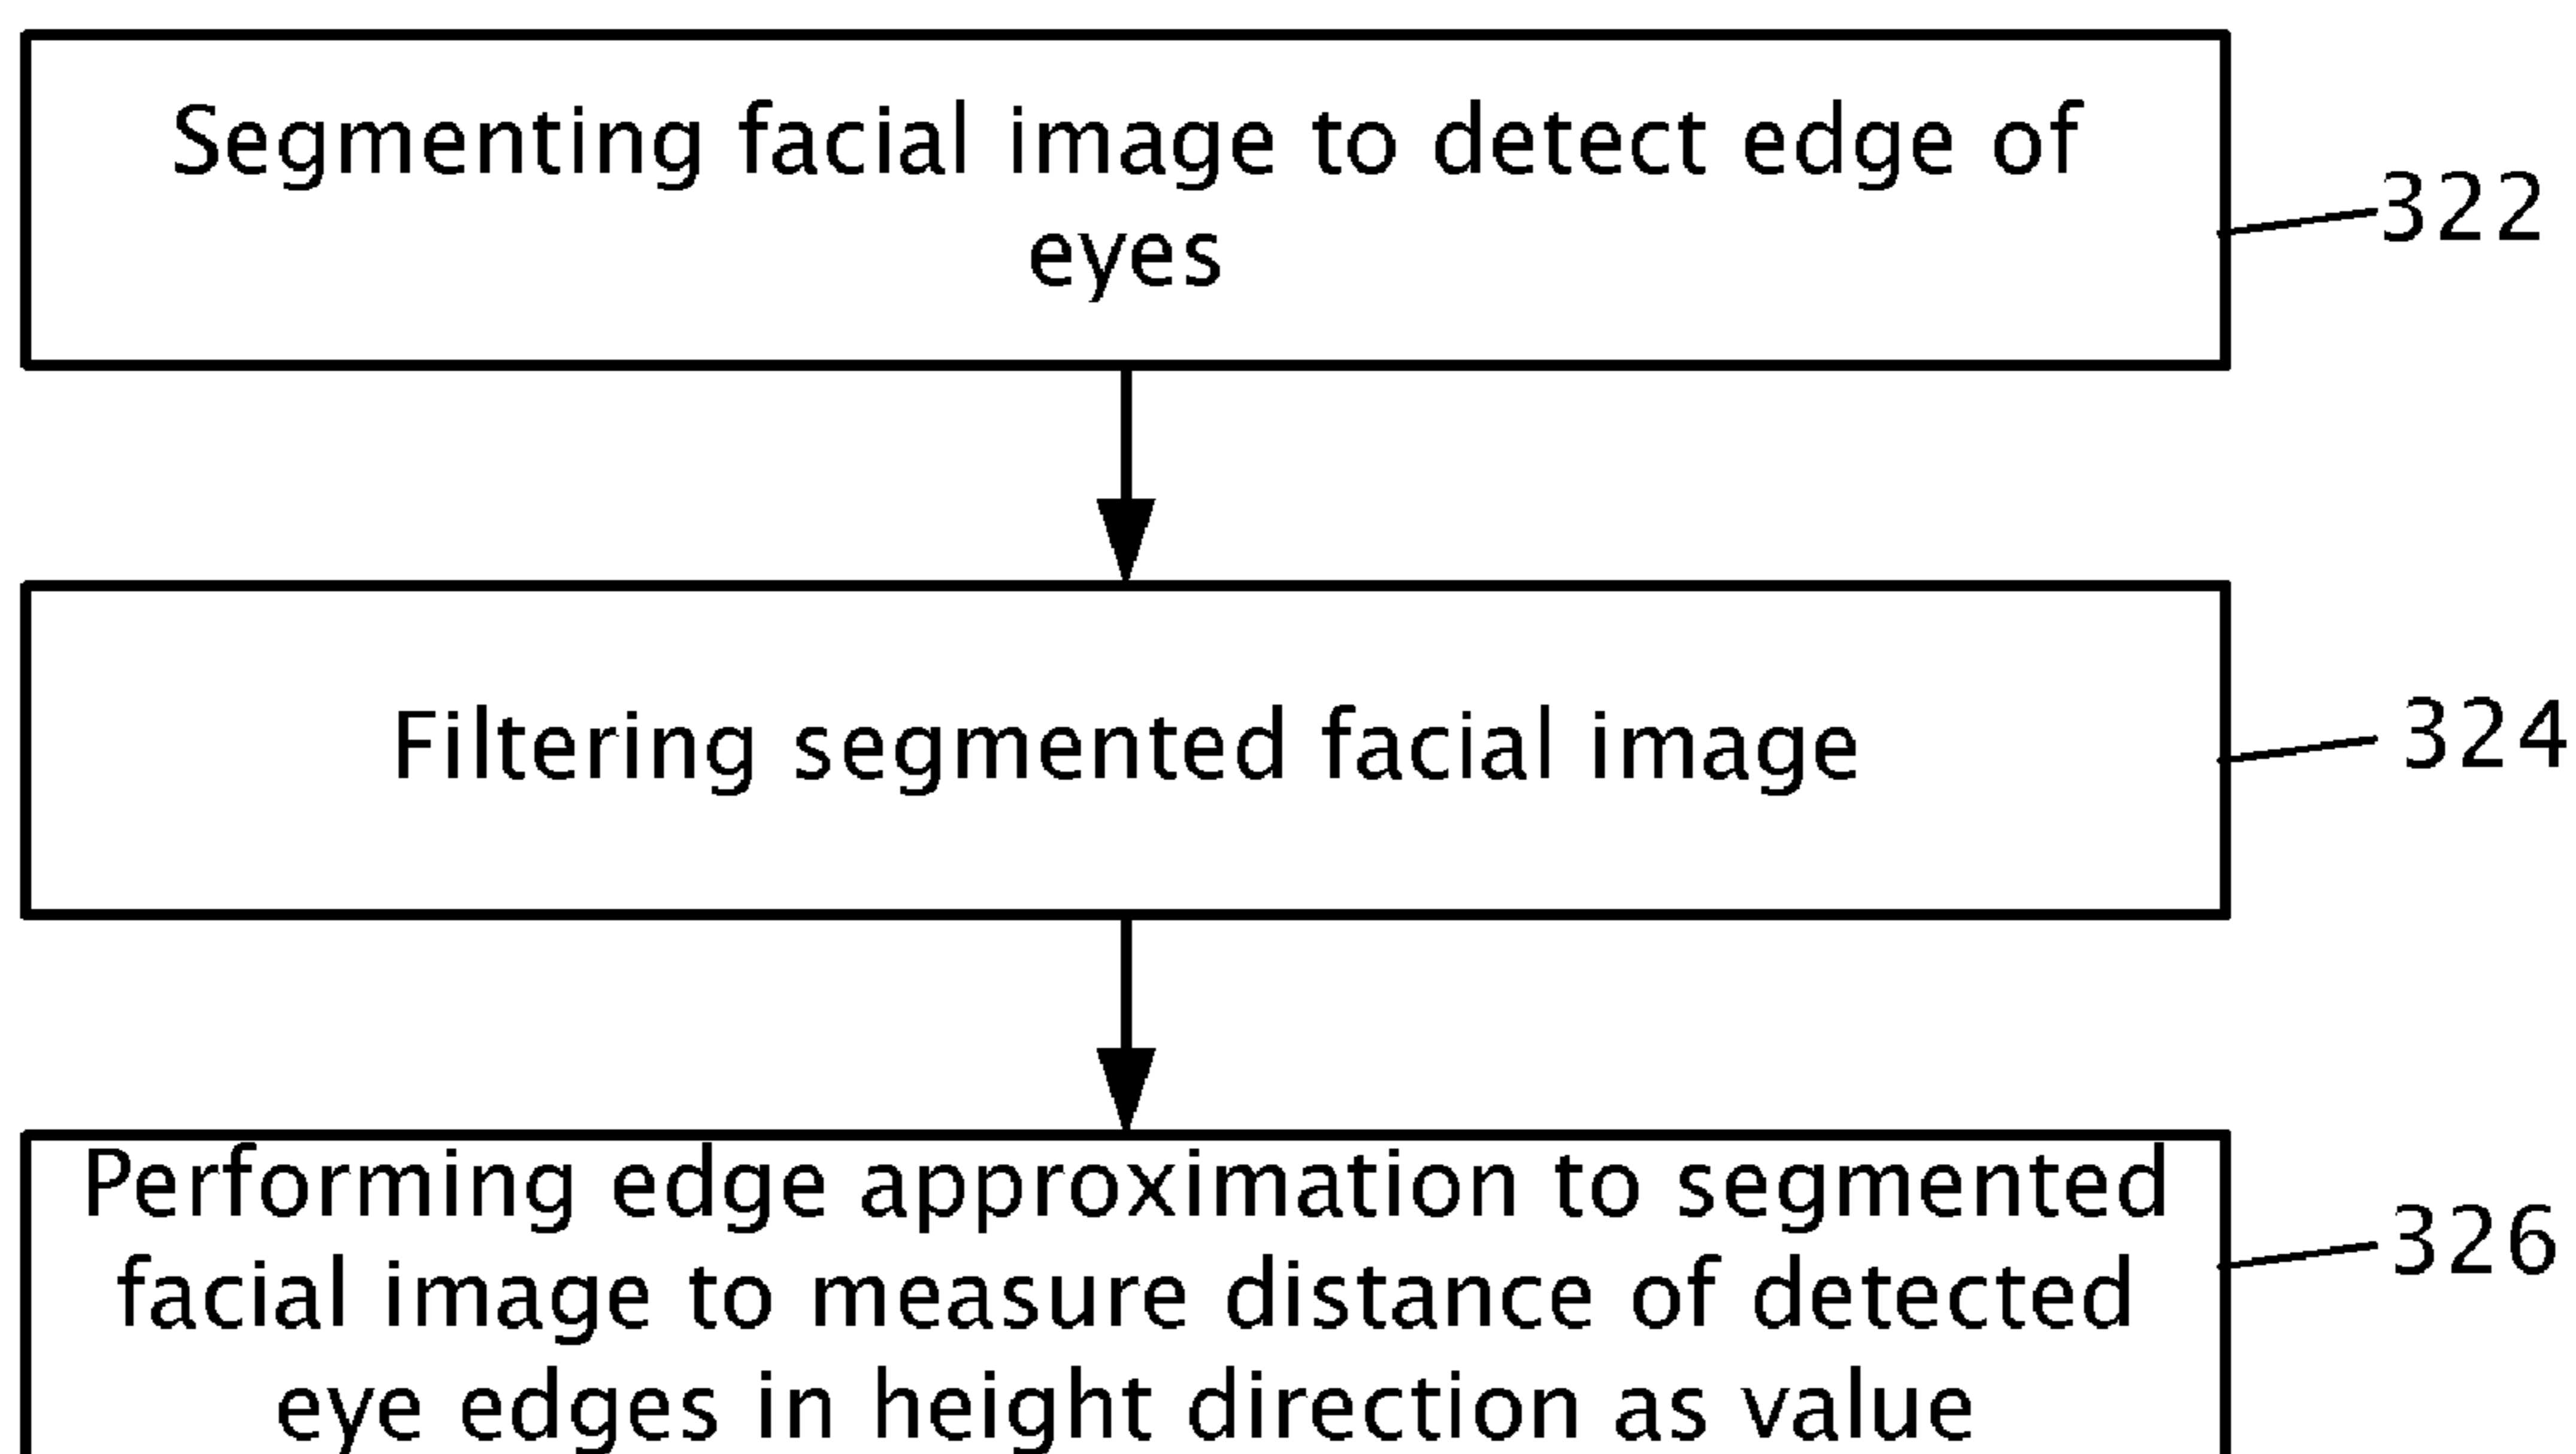 Segmenting facial image to detect edge of
eyes
322
Filtering segmented facial image
324
Performing edge approximation to segmented
facial image to measure distance of detected
eye edges in height direction as value
326